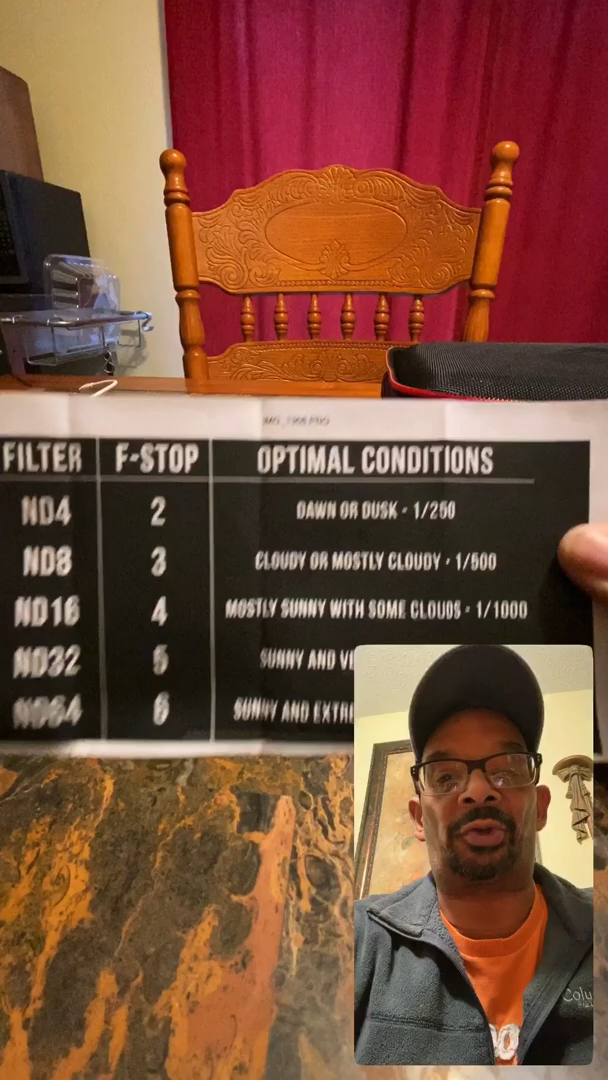 FILTER F-STOP OPTIMAL CONDITIONS
ND4 2 DAWN OR DUSK - 1/250
ND8 3 CLOUDY OR MOSTLY CLOUDY - 1/500
ND16 4 MOSTLY SUNNY WITH SOME CLOUDS - 1/1000
ND32 5 SUNNY AND
ND64 6 SUNNY AND